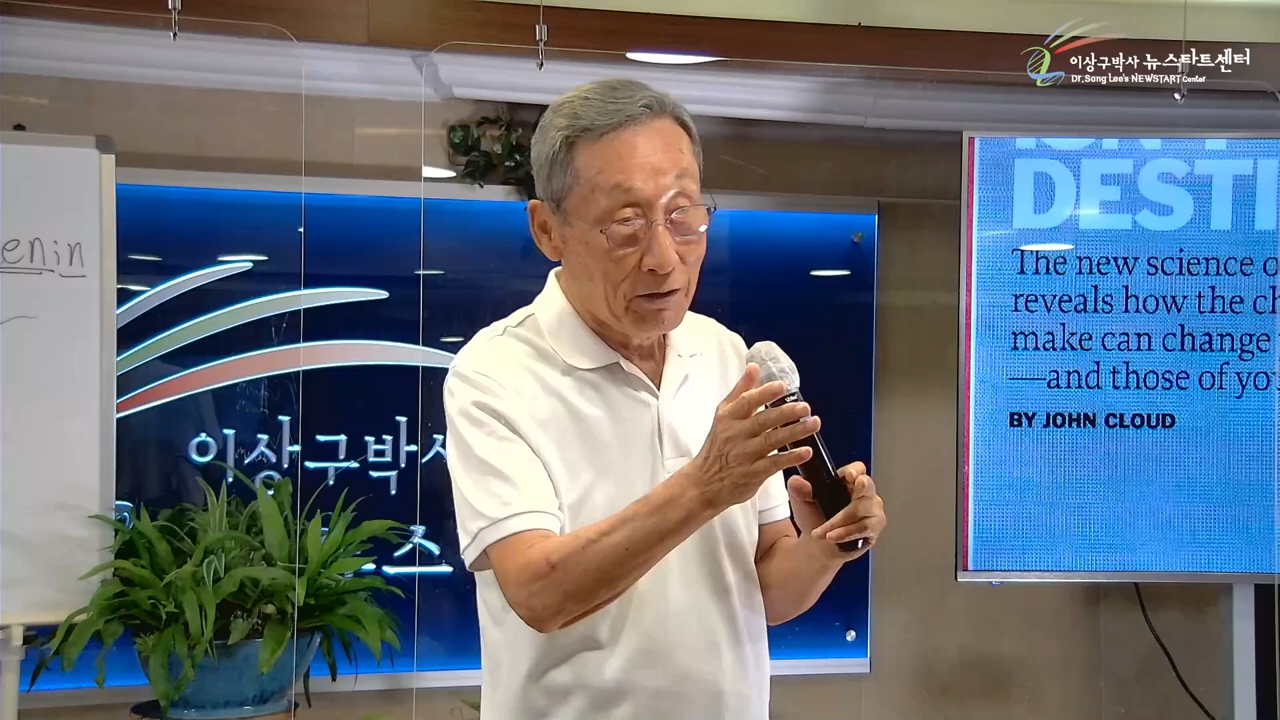 이상구박사 뉴스타트센터
Dr. Sang Lee's NEWSTART Center
enin
DESTI
The new science o
reveals how the ch
make can change
—and those of yo
BY JOHN CLOUD
이상구박사